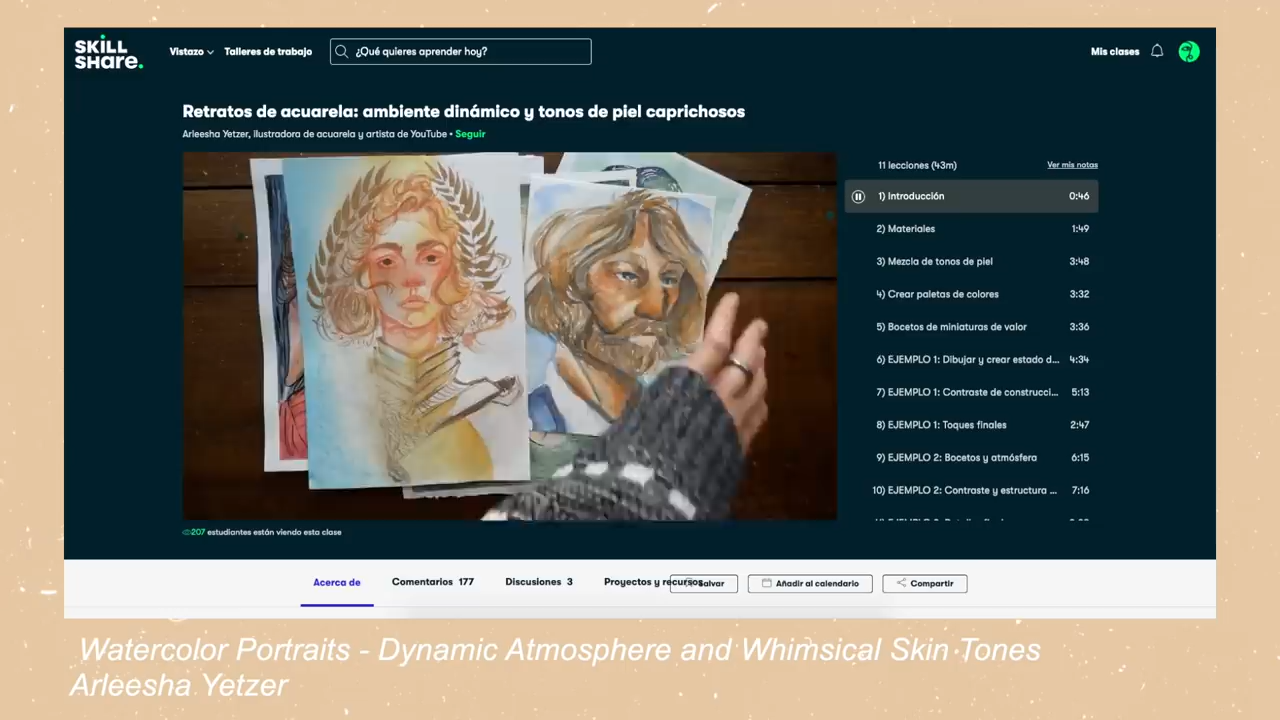 SKILL
SHare.
Vistazo
Talleres de trabajo
¿Qué quieres aprender hoy?
Mis clases
Retratos de acuarela: ambiente dinámico y tonos de piel caprichosos
Arleesha Yetzer, ilustradora de acuarela y artista de YouTube • Seguir
11 lecciones (43m)
Ver mis notas
1) Introducción 0:46
2) Materiales 1:49
3) Mezcla de tonos de piel 3:48
4) Crear paletas de colores 3:32
5) Bocetos de miniaturas de valor 3:36
6) EJEMPLO 1: Dibujar y crear estado d... 4:34
7) EJEMPLO 1: Contraste de construcci... 5:13
8) EJEMPLO 1: Toques finales 2:47
9) EJEMPLO 2: Bocetos y atmósfera 6:15
10) EJEMPLO 2: Contraste y estructura ... 7:16
207 estudiantes están viendo esta clase
Acerca de
Comentarios 177
Discusiones 3
Proyectos y recursos
Salvar
Añadir al calendario
Compartir
Watercolor Portraits - Dynamic Atmosphere and Whimsical Skin Tones
Arleesha Yetzer